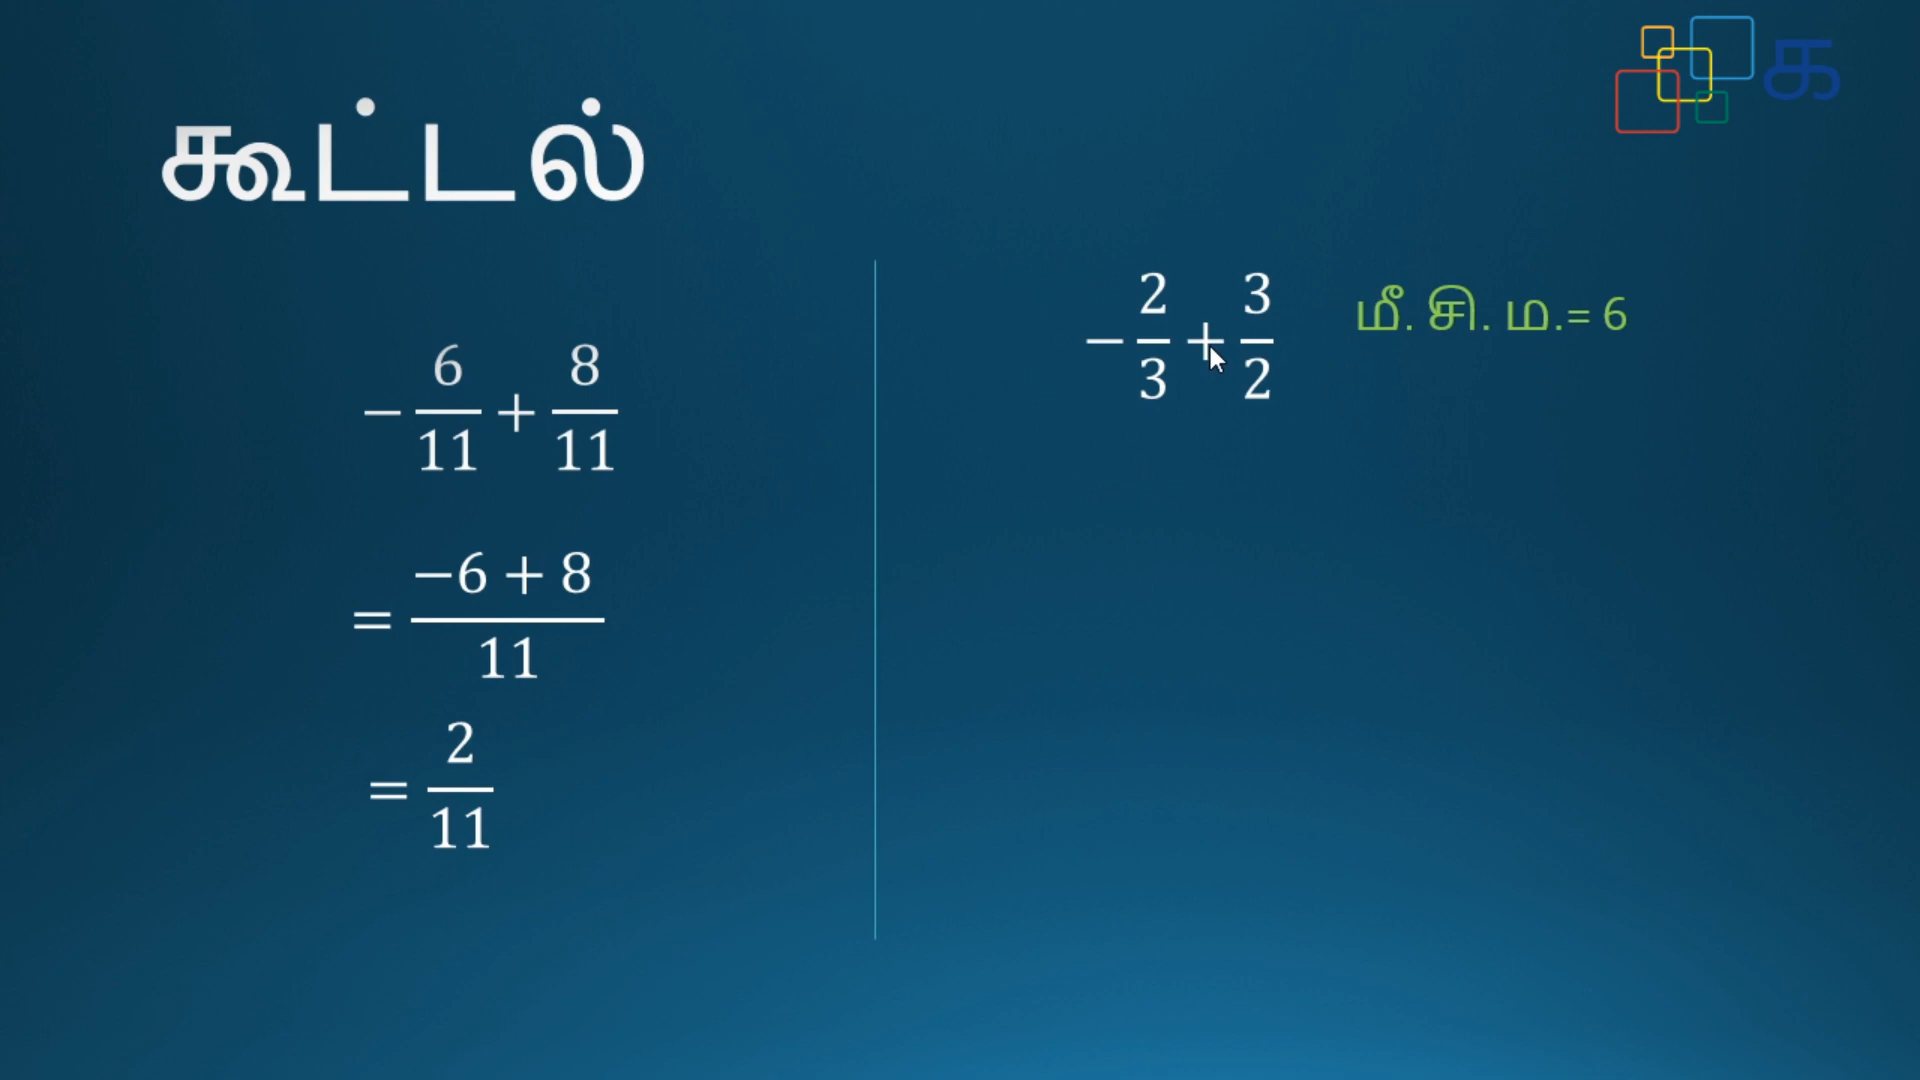 கூட்டல்
க
−6/11 + 8/11
= −6 + 8/11
= 2/11
−2/3 + 3/2
மீ. சி. ம.= 6